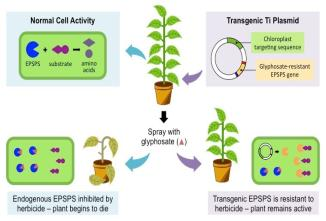 Normal Cell Activity
EPSPS
substrate
amino
acids
Transgenic Ti Plasmid
Chloroplast
targeting sequence
Glyphosate-resistant
EPSPS gene
Spray with
glyphosate (▲)
Endogenous EPSPS inhibited by
herbicide – plant begins to die
Transgenic EPSPS is resistant to
herbicide – plant remains active